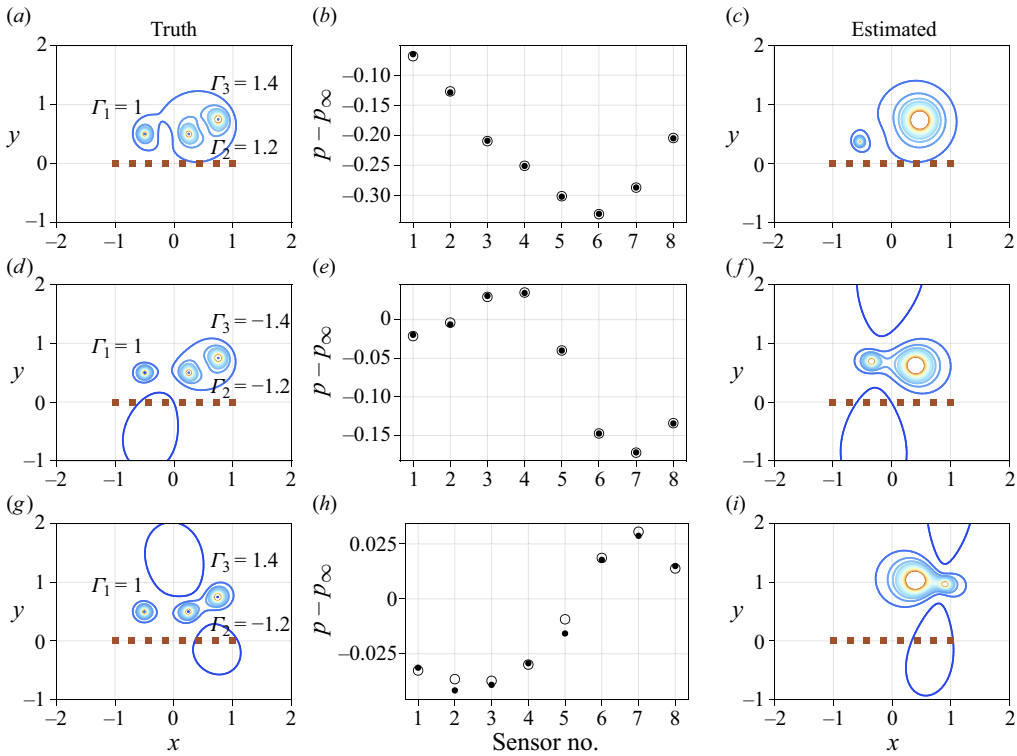 (a)
Truth
2
1
0
−1
y
Γ1 = 1
Γ3 = 1.4
Γ2 = 1.2
−2
−1
0
1
2
(b)
p − p∞
−0.10
−0.15
−0.20
−0.25
−0.30
1 2 3 4 5 6 7 8
(c)
Estimated
2
1
0
−1
y
−2
−1
0
1
2
(d)
2
1
0
−1
y
Γ1 = 1
Γ3 = −1.4
Γ2 = −1.2
−2
−1
0
1
2
(e)
p − p∞
0
−0.05
−0.10
−0.15
1 2 3 4 5 6 7 8
(f)
2
1
0
−1
y
−2
−1
0
1
2
(g)
2
1
0
−1
y
Γ1 = 1
Γ3 = 1.4
Γ2 = −1.2
−2
−1
0
1
2
x
(h)
p − p∞
0.025
0
−0.025
1 2 3 4 5 6 7 8
Sensor no.
(i)
2
1
0
−1
y
−2
−1
0
1
2
x